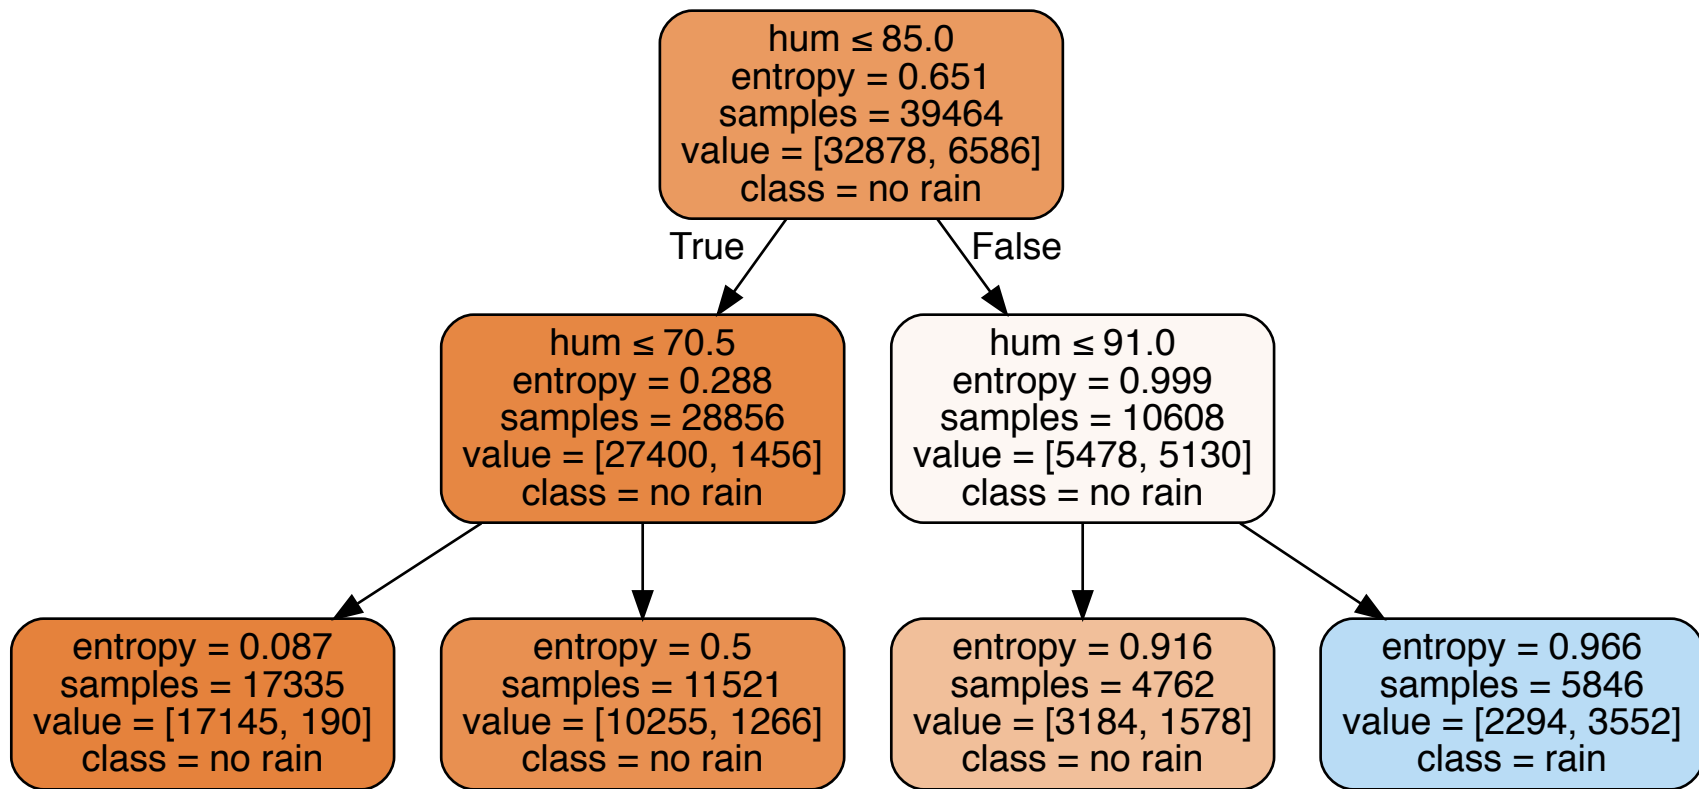 hum ≤ 85.0
entropy = 0.651
samples = 39464
value = [32878, 6586]
class = no rain
True
False
hum ≤ 70.5
entropy = 0.288
samples = 28856
value = [27400, 1456]
class = no rain
hum ≤ 91.0
entropy = 0.999
samples = 10608
value = [5478, 5130]
class = no rain
entropy = 0.087
samples = 17335
value = [17145, 190]
class = no rain
entropy = 0.5
samples = 11521
value = [10255, 1266]
class = no rain
entropy = 0.916
samples = 4762
value = [3184, 1578]
class = no rain
entropy = 0.966
samples = 5846
value = [2294, 3552]
class = rain